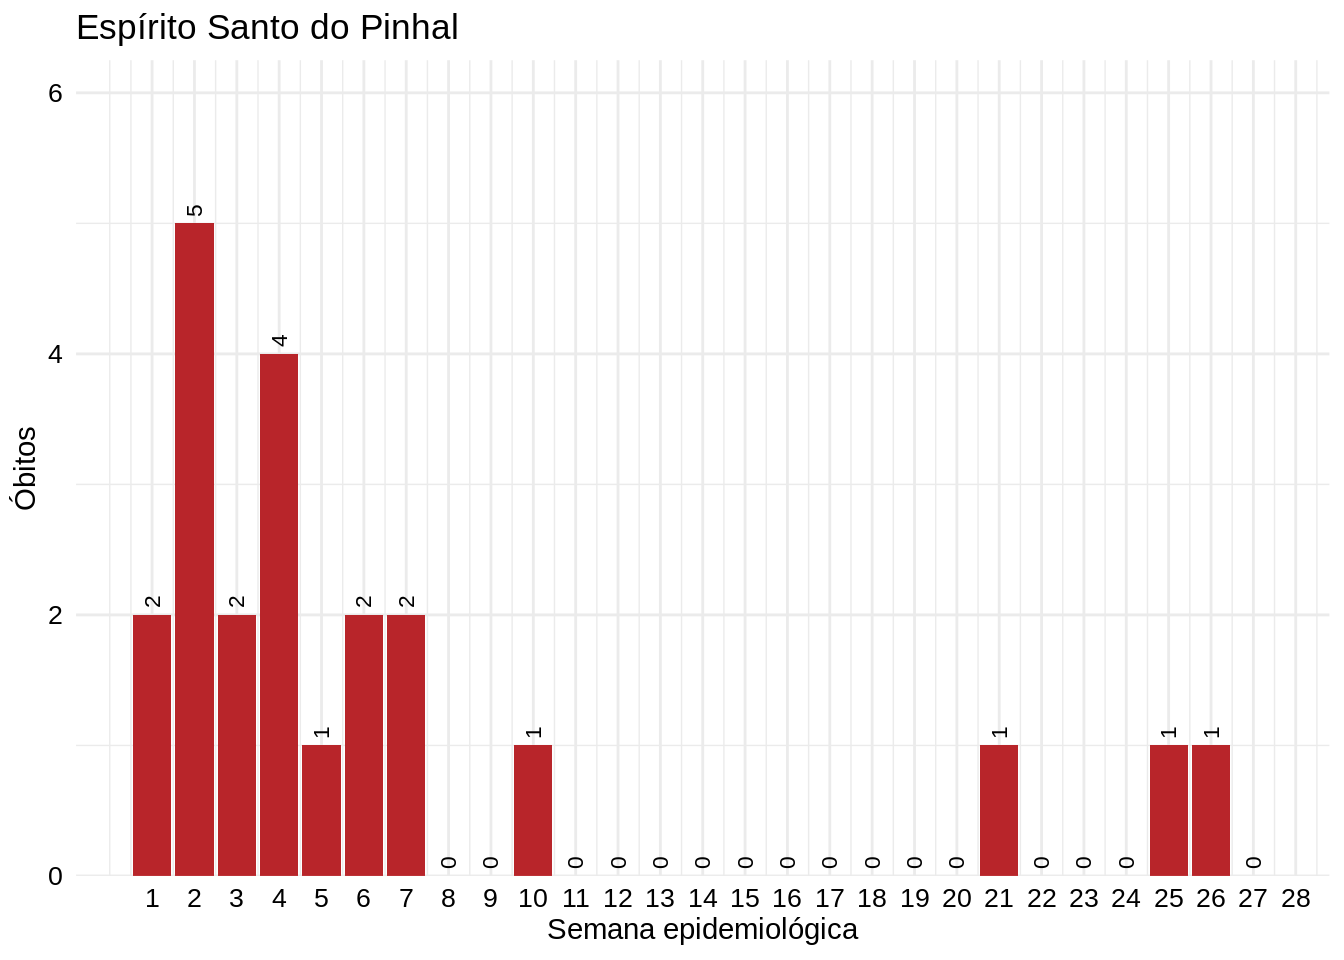 Espírito Santo do Pinhal
6
4
2
0
Óbitos
2 5 2 4 1 2 2 0 0 1 0 0 0 0 0 0 0 0 0 0 1 0 0 0 1 1 0
1 2 3 4 5 6 7 8 9 10 11 12 13 14 15 16 17 18 19 20 21 22 23 24 25 26 27 28
Semana epidemiológica